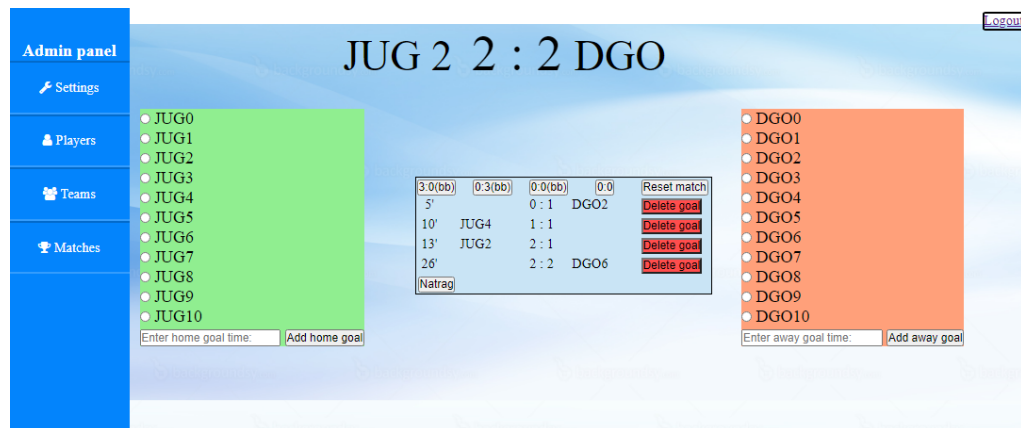 Logout
Admin panel
Settings
Players
Teams
Matches
JUG 2 2 : 2 DGO
JUG0
JUG1
JUG2
JUG3
JUG4
JUG5
JUG6
JUG7
JUG8
JUG9
JUG10
Enter home goal time: Add home goal
3:0(bb) 0:3(bb) 0:0(bb) 0:0 Reset match
5' 0 : 1 DGO2 Delete goal
10' JUG4 1 : 1 Delete goal
13' JUG2 2 : 1 Delete goal
26' 2 : 2 DGO6 Delete goal
Natrag
DGO0
DGO1
DGO2
DGO3
DGO4
DGO5
DGO6
DGO7
DGO8
DGO9
DGO10
Enter away goal time: Add away goal